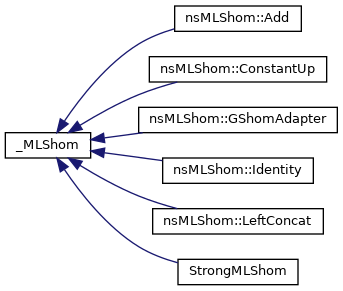 nsMLShom::Add
nsMLShom::ConstantUp
nsMLShom::GShomAdapter
_MLShom
nsMLShom::Identity
nsMLShom::LeftConcat
StrongMLShom